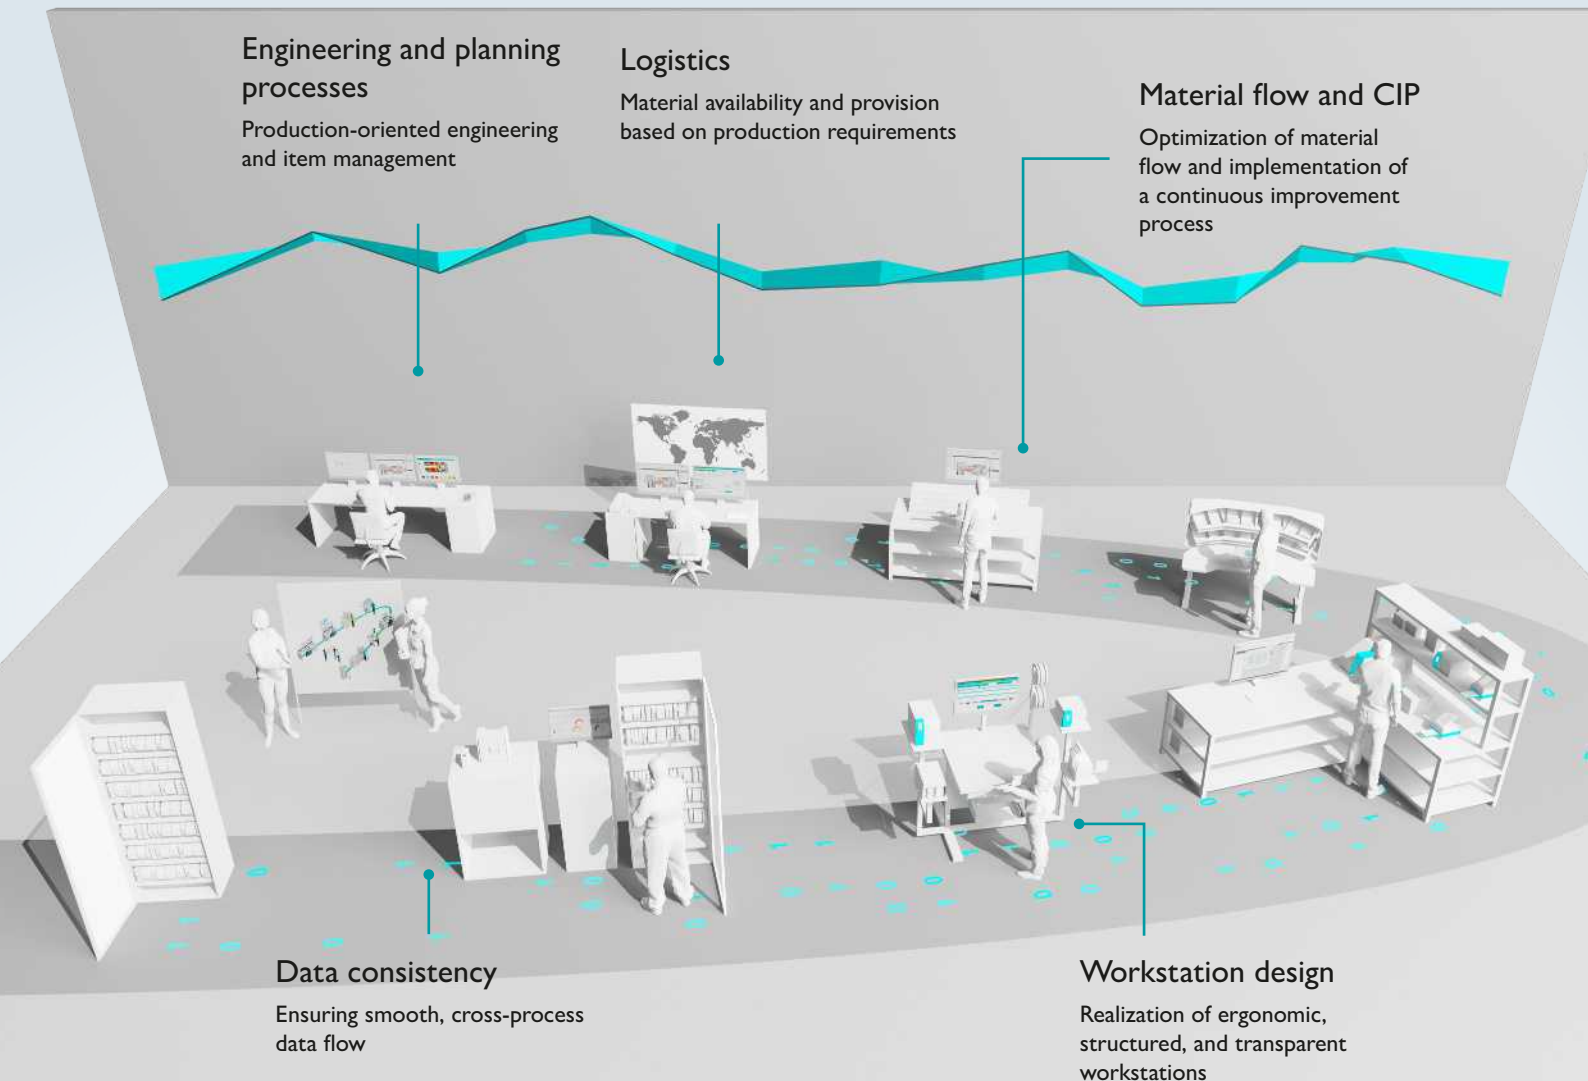 Engineering and planning
processes
Production-oriented engineering
and item management
Logistics
Material availability and provision
based on production requirements
Material flow and CIP
Optimization of material
flow and implementation of
a continuous improvement
process
Data consistency
Ensuring smooth, cross-process
data flow
Workstation design
Realization of ergonomic,
structured, and transparent
workstations